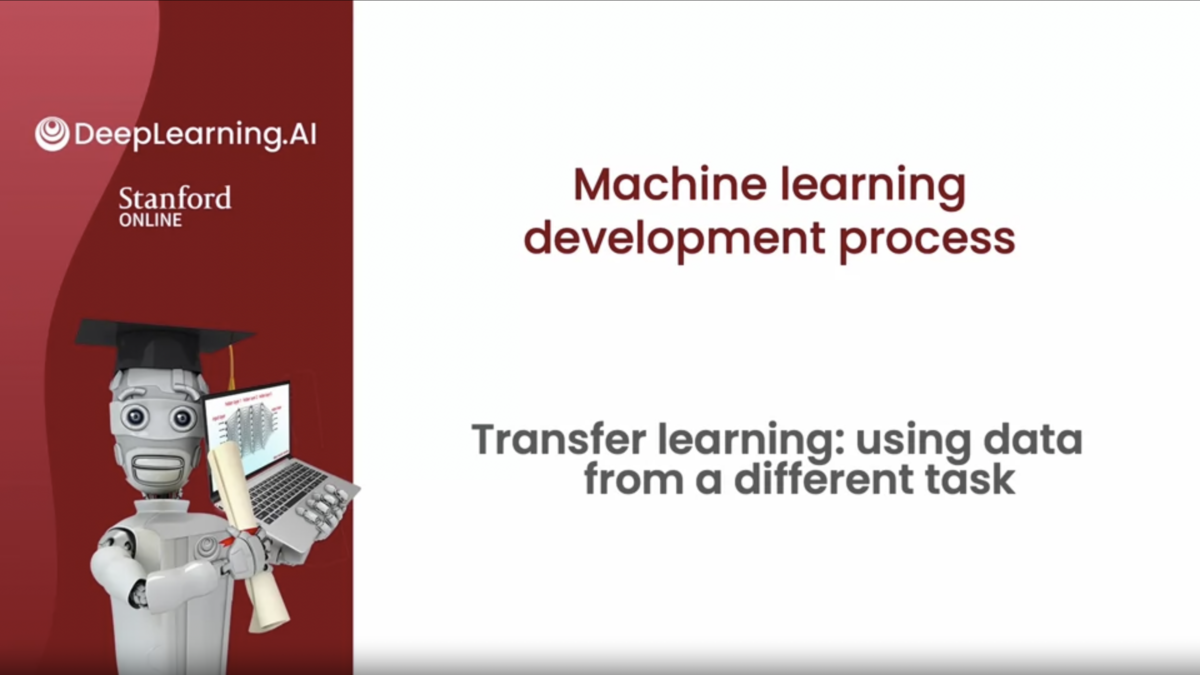 DeepLearning.AI
Stanford
ONLINE
Machine learning
development process
Transfer learning: using data
from a different task